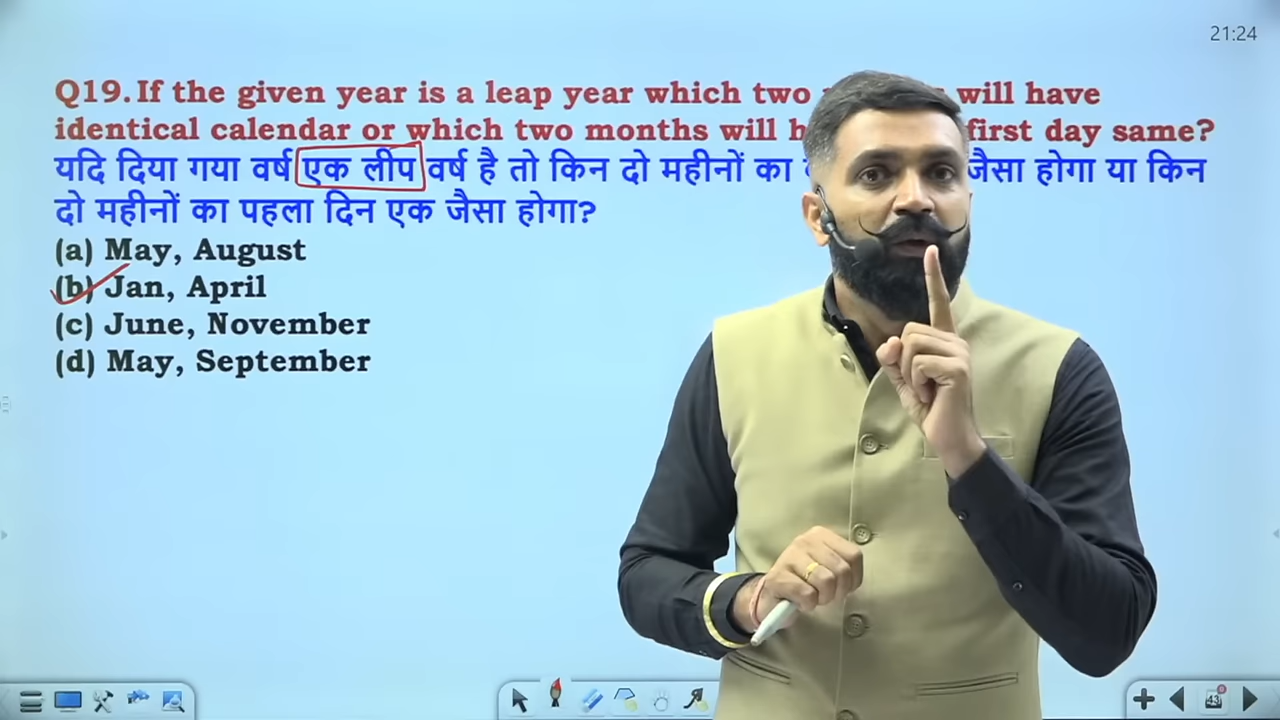 21:24
Q19.If the given year is a leap year which two will have
identical calendar or which two months will first day same?
यदि दिया गया वर्ष एक लीप वर्ष है तो किन दो महीनों का जैसा होगा या किन
दो महीनों का पहला दिन एक जैसा होगा?
(a) May, August
(b) Jan, April
(c) June, November
(d) May, September
43